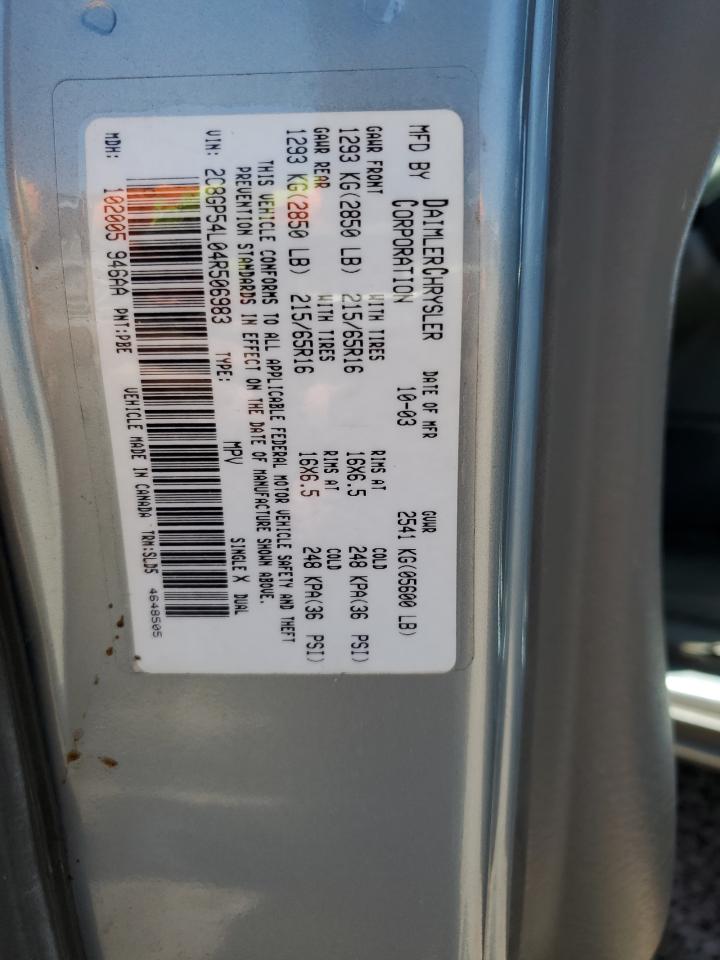 MFD BY DAIMLERCHRYSLER CORPORATION DATE OF MFR 10-03 GVWR 2541 KG(05600 LB)
GAWR FRONT WITH TIRES RIMS AT COLD
1293 KG(2850 LB) 215/65R16 16X6.5 248 KPA(36 PSI)
GAWR REAR WITH TIRES RIMS AT COLD
1293 KG(2850 LB) 215/65R16 16X6.5 248 KPA(36 PSI)
THIS VEHICLE CONFORMS TO ALL APPLICABLE FEDERAL MOTOR VEHICLE SAFETY AND THEFT
PREVENTION STANDARDS IN EFFECT ON THE DATE OF MANUFACTURE SHOWN ABOVE.
VIN: 2C8GP54L04R506983 TYPE: MPV SINGLE X DUAL
MDH: 102005 946AA PNT:PBE VEHICLE MADE IN CANADA TRM:SLD5
4648505